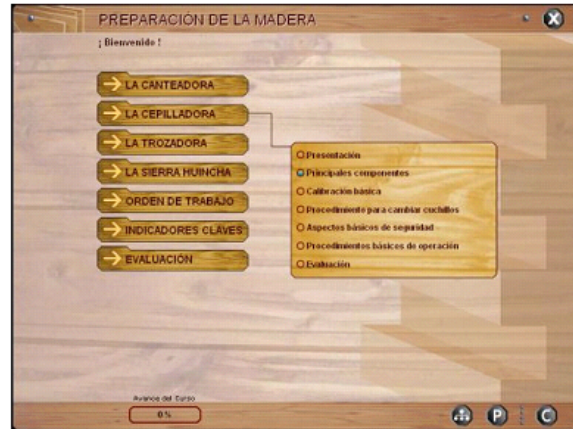 PREPARACIÓN DE LA MADERA
¡ Bienvenido !
LA CANTEADORA
LA CEPILLADORA
LA TROZADORA
LA SIERRA HUINCHA
ORDEN DE TRABAJO
INDICADORES CLAVES
EVALUACIÓN
Presentación
Principales componentes
Calibración básica
Procedimiento para cambiar cuchillos
Aspectos básicos de seguridad
Procedimientos básicos de operación
Evaluación
Avance del Curso
0 %
P
C